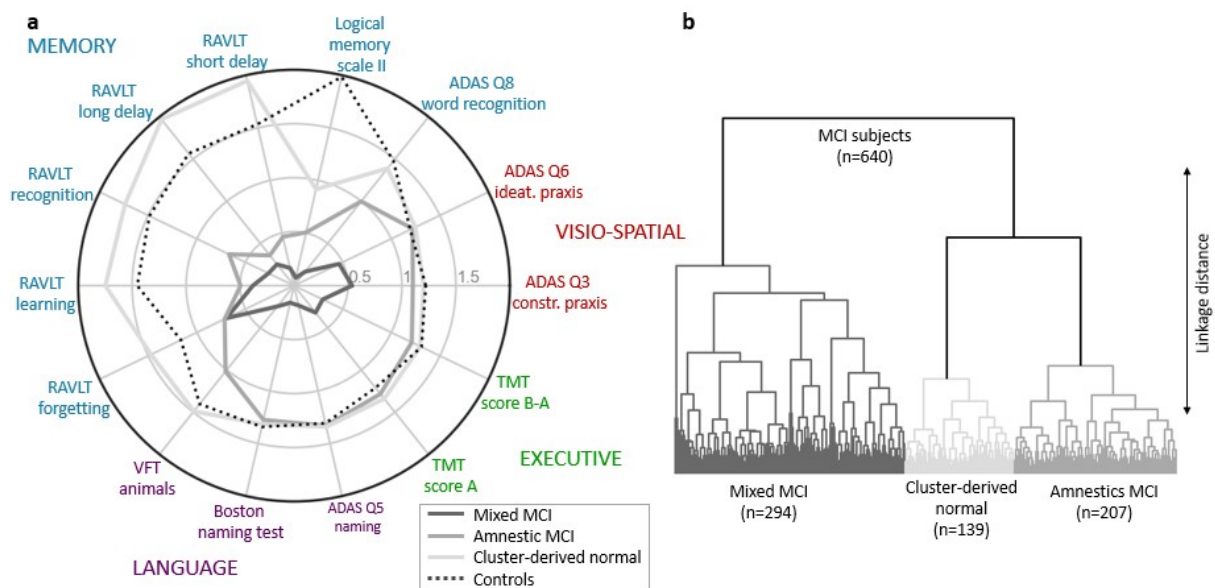 a
MEMORY
RAVLT
short delay
Logical
memory
scale II
RAVLT
long delay
ADAS Q8
word recognition
RAVLT
recognition
ADAS Q6
ideat. praxis
VISIO-SPATIAL
RAVLT
learning
0.5
1
1.5
ADAS Q3
constr. praxis
RAVLT
forgetting
TMT
score B-A
EXECUTIVE
VFT
animals
TMT
score A
Boston
naming test
ADAS Q5
naming
LANGUAGE
Mixed MCI
Amnestic MCI
Cluster-derived normal
Controls
b
MCI subjects
(n=640)
Linkage distance
Mixed MCI
(n=294)
Cluster-derived
normal
(n=139)
Amnestics MCI
(n=207)